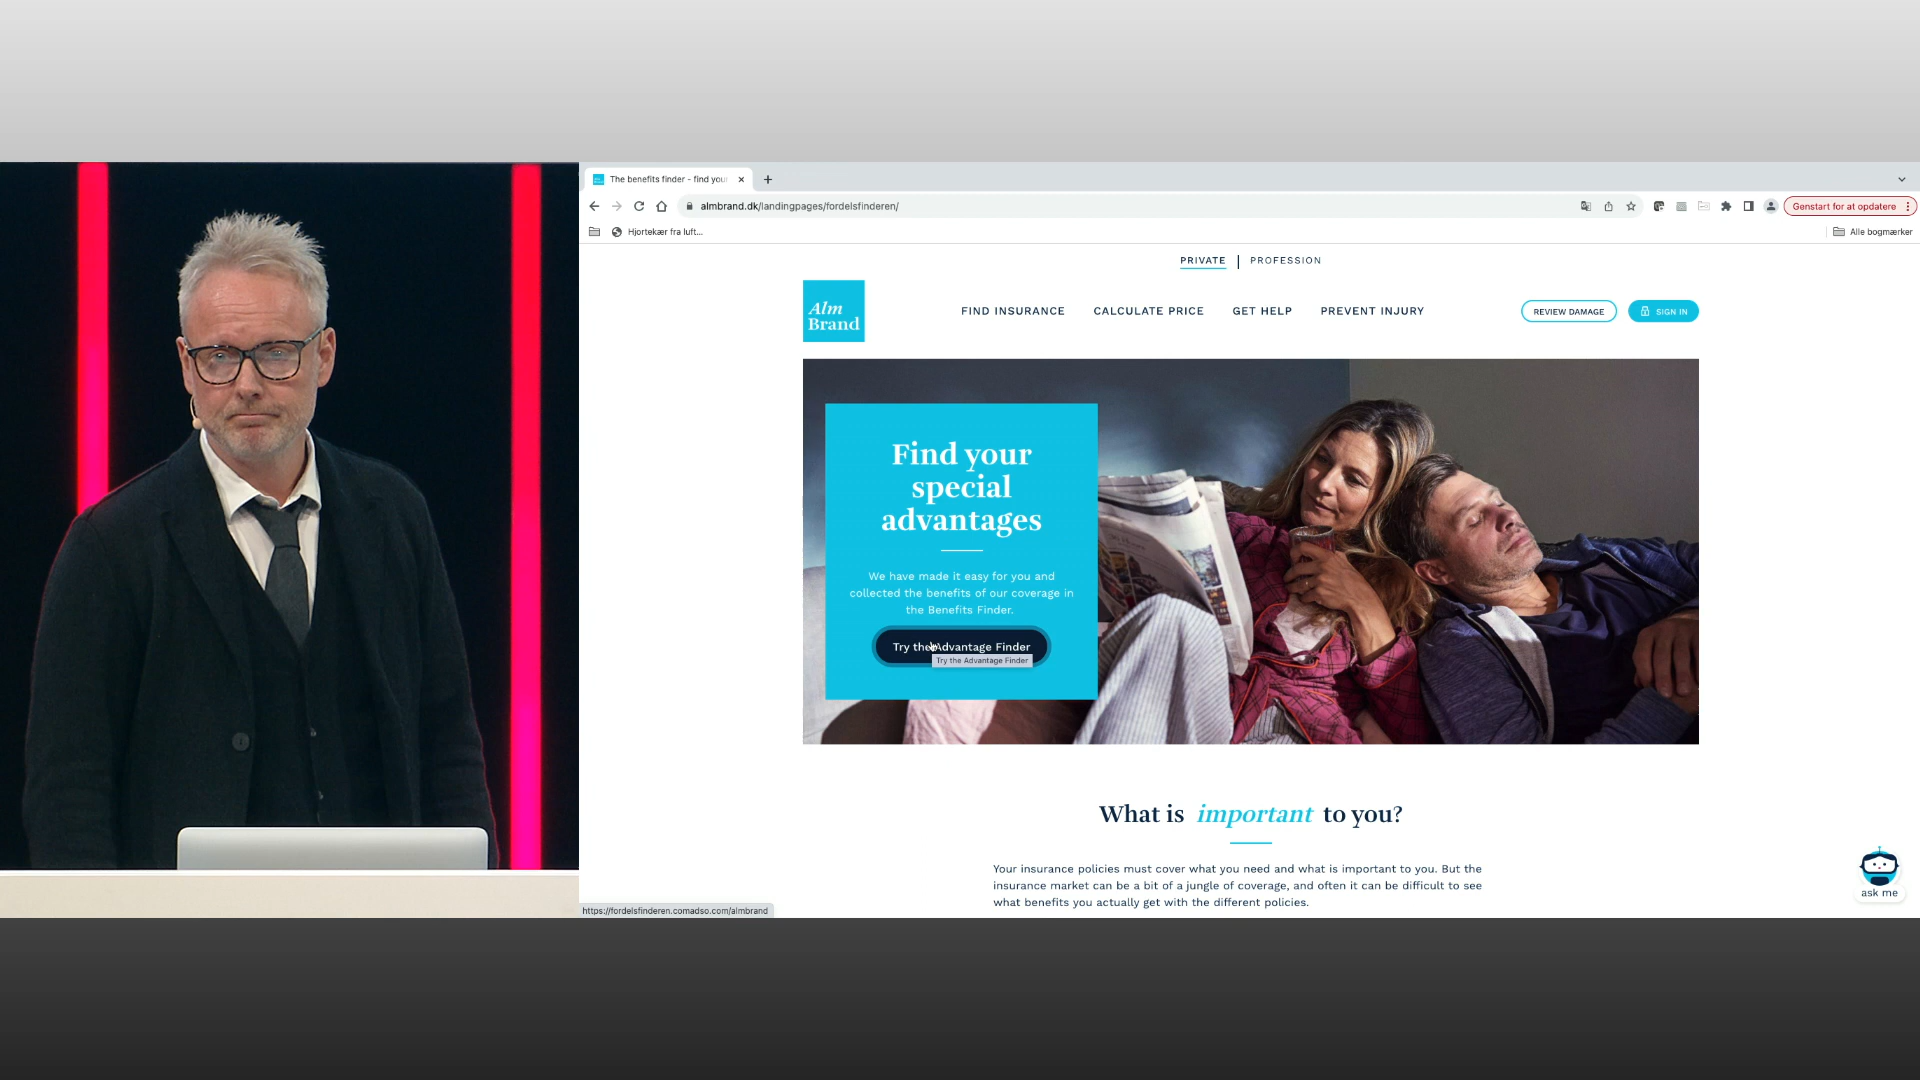 The benefits finder - find you
almbrand.dk/landingpages/fordelsfinderen/
Genstart for at opdatere
Hjortekær fra luft...
Alle bogmærker
PRIVATE
PROFESSION
Alm
Brand
FIND INSURANCE
CALCULATE PRICE
GET HELP
PREVENT INJURY
REVIEW DAMAGE
SIGN IN
Find your
special
advantages
We have made it easy for you and
collected the benefits of our coverage in
the Benefits Finder.
Try the Advantage Finder
Try the Advantage Finder
What is important to you?
Your insurance policies must cover what you need and what is important to you. But the
insurance market can be a bit of a jungle of coverage, and often it can be difficult to see
what benefits you actually get with the different policies.
ask me
https://fordelsfinderen.comadso.com/almbrand